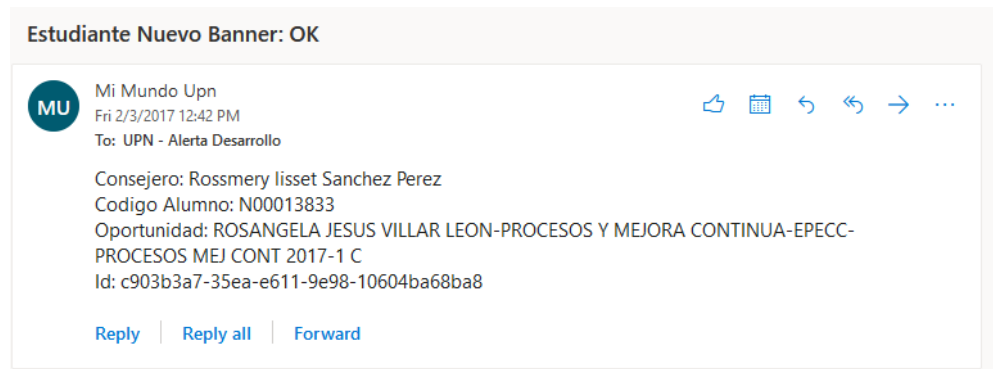 Estudiante Nuevo Banner: OK
MU
Mi Mundo Upn
Fri 2/3/2017 12:42 PM
To: UPN - Alerta Desarrollo
Consejero: Rossmery lisset Sanchez Perez
Codigo Alumno: N00013833
Oportunidad: ROSANGELA JESUS VILLAR LEON-PROCESOS Y MEJORA CONTINUA-EPECC-
PROCESOS MEJ CONT 2017-1 C
Id: c903b3a7-35ea-e611-9e98-10604ba68ba8
Reply Reply all Forward